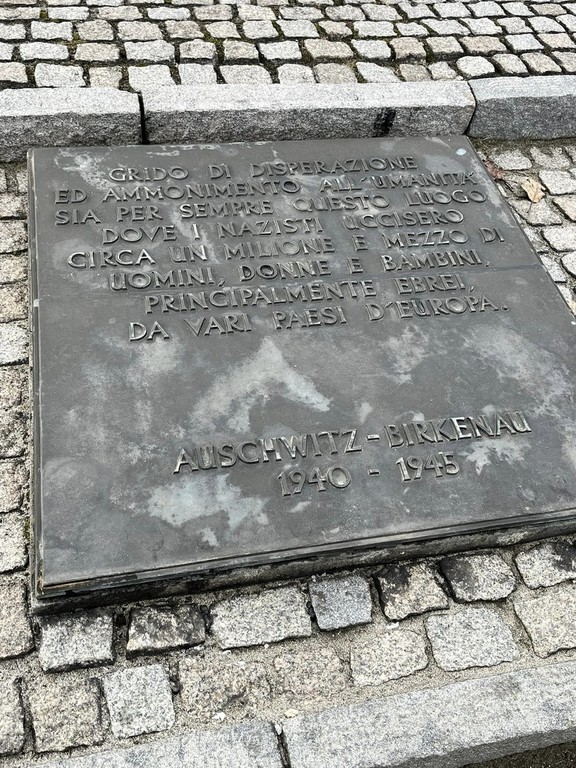 GRIDO DI DISPERAZIONE
ED AMMONIMENTO ALL'UMANITÀ
SIA PER SEMPRE QUESTO LUOGO
DOVE I NAZISTI UCCISERO
CIRCA UN MILIONE E MEZZO DI
UOMINI, DONNE E BAMBINI,
PRINCIPALMENTE EBREI,
DA VARI PAESI D'EUROPA.
AUSCHWITZ-BIRKENAU
1940 - 1945